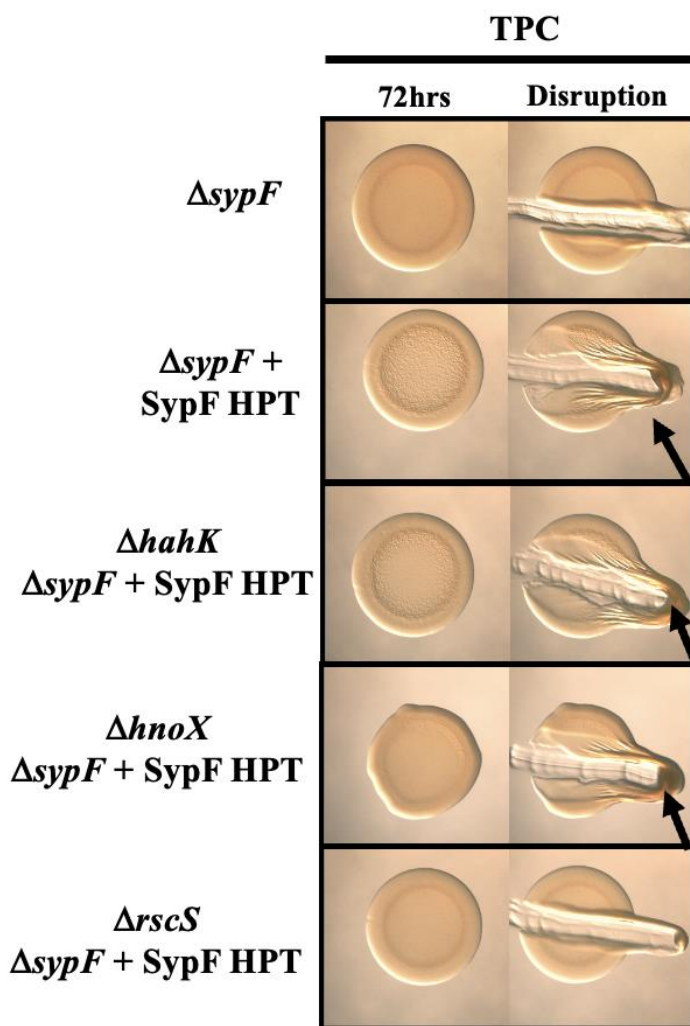 TPC
72hrs Disruption
ΔsypF
ΔsypF +
SypF HPT
ΔhahK
ΔsypF + SypF HPT
ΔhnoX
ΔsypF + SypF HPT
ΔrscS
ΔsypF + SypF HPT